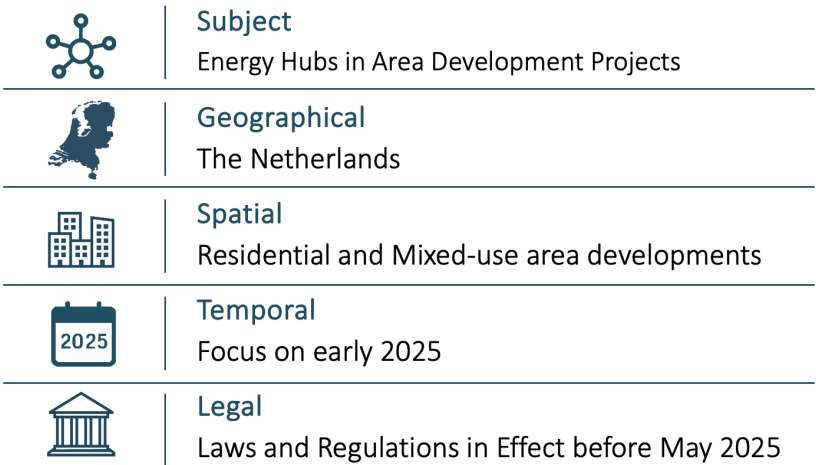 Subject
Energy Hubs in Area Development Projects
Geographical
The Netherlands
Spatial
Residential and Mixed-use area developments
2025
Temporal
Focus on early 2025
Legal
Laws and Regulations in Effect before May 2025